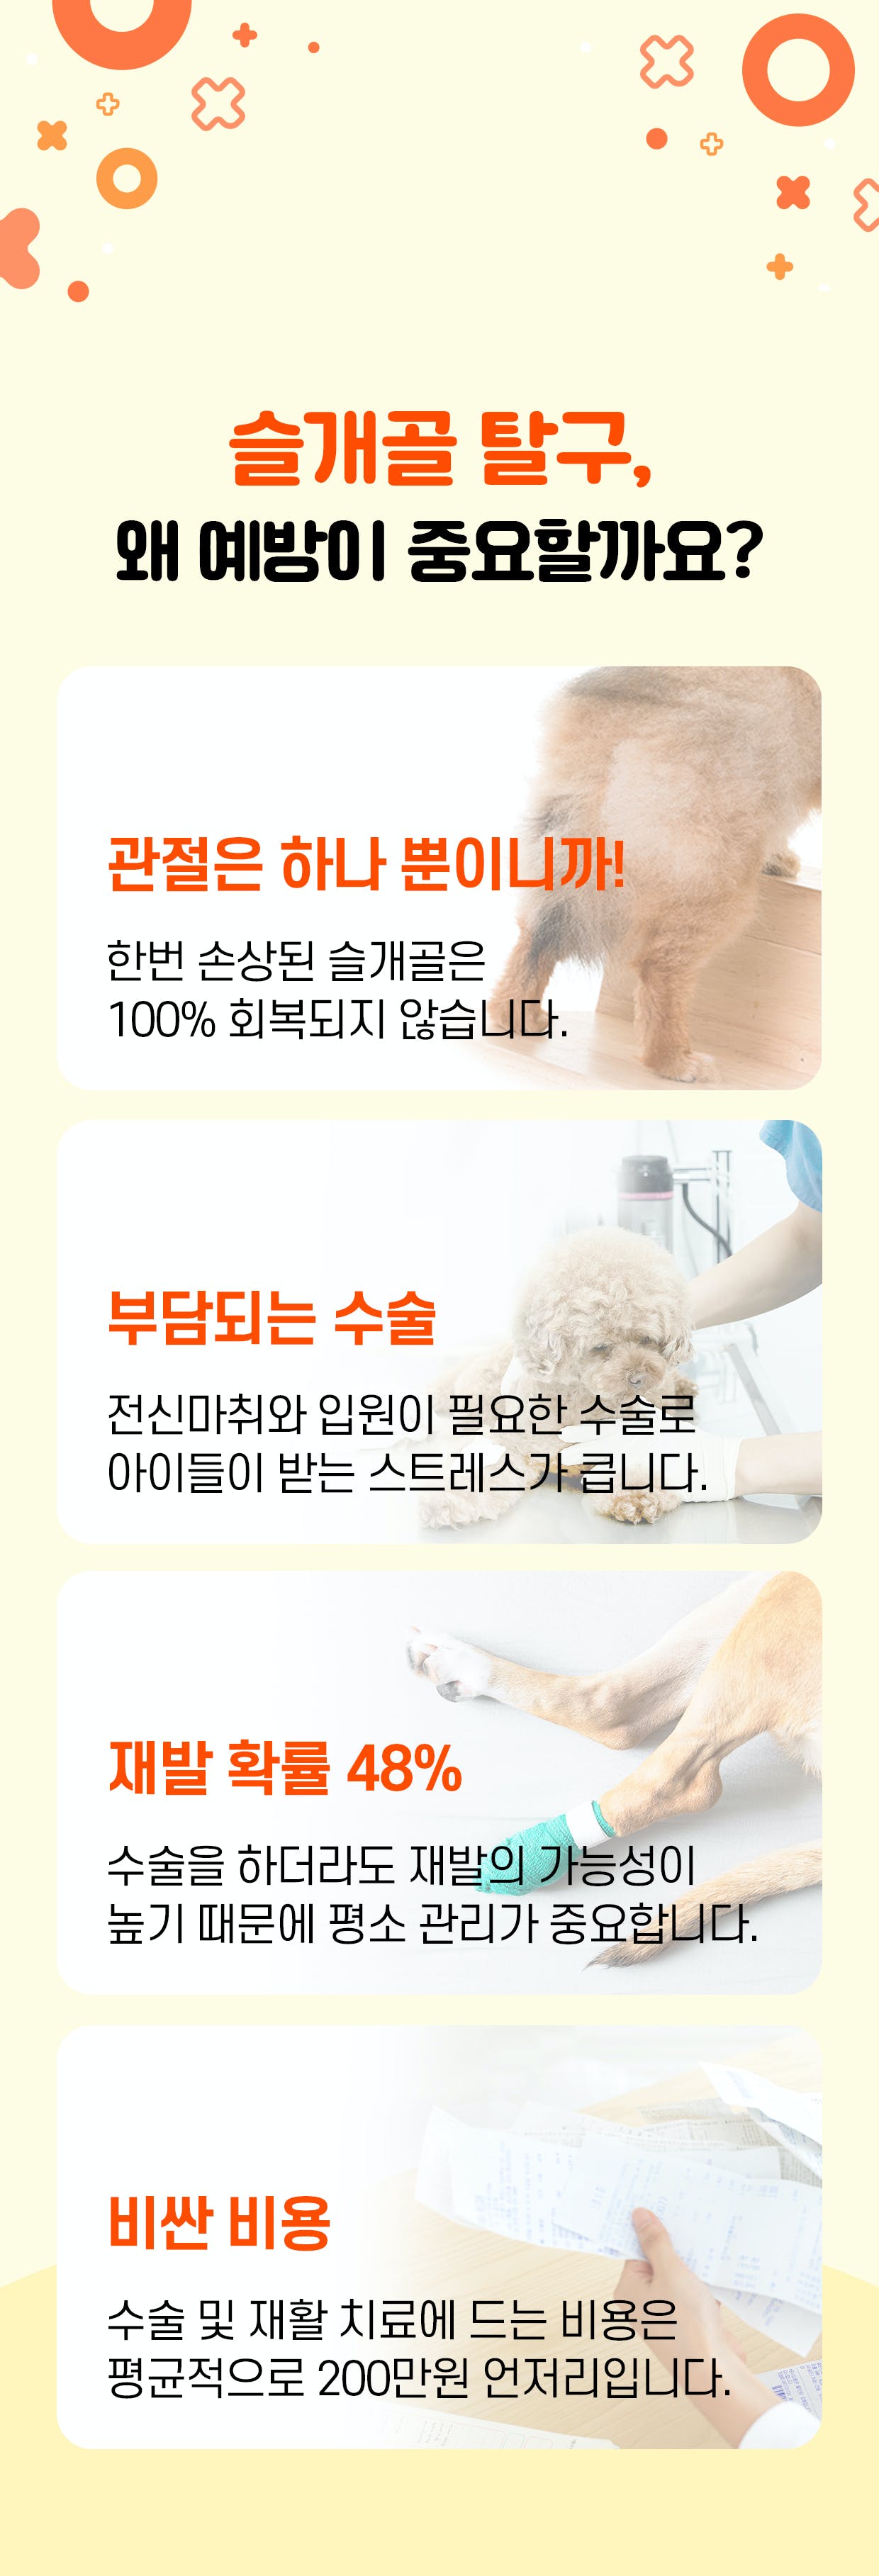 슬개골 탈구,
왜 예방이 중요할까요?
관절은 하나 뿐이니까!
한번 손상된 슬개골은
100% 회복되지 않습니다.
부담되는 수술
전신마취와 입원이 필요한 수술로
아이들이 받는 스트레스가 큽니다.
재발 확률 48%
수술을 하더라도 재발의 가능성이
높기 때문에 평소 관리가 중요합니다.
비싼 비용
수술 및 재활 치료에 드는 비용은
평균적으로 200만원 언저리입니다.